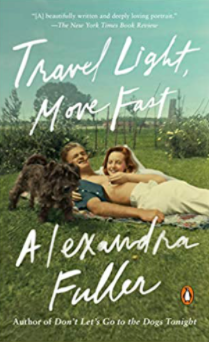 "[A] beautifully written and deeply loving portrait."
—The New York Times Book Review
Travel Light,
Move Fast
Alexandra
Fuller
Author of Don't Let's Go to the Dogs Tonight